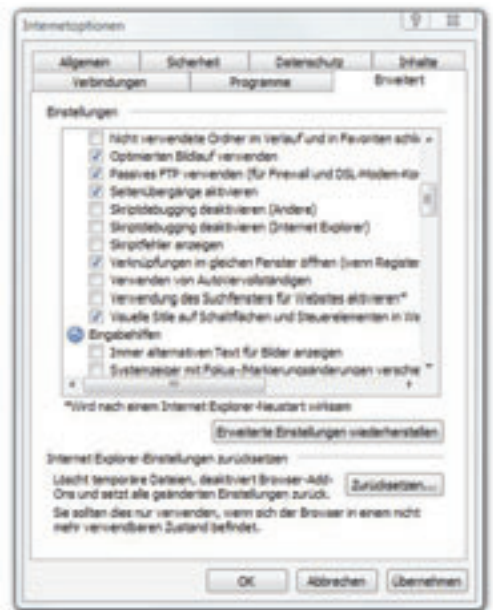 Internetoptionen
Allgemein Sicherheit Datenschutz Inhalte
Verbindungen Programme Erweitert
Einstellungen
Nicht verwendete Ordner im Verlauf und in Favoriten schli
Optimierten Bildlauf verwenden
Passives FTP verwenden (für Firewall und DSL-Modem-Kor
Seitenübergänge aktivieren
Skriptdebugging deaktivieren (Andere)
Skriptdebugging deaktivieren (Internet Explorer)
Skriptfehler anzeigen
Verknüpfungen im gleichen Fenster öffnen (wenn Register
Verwenden von AutoVervollständigen
Verwendung des Suchfensters für Websites aktivieren*
Visuelle Stile auf Schaltflächen und Steuerelementen in We
Eingabehilfen
Immer alternativen Text für Bilder anzeigen
Systemzeiger mit Fokus-/Markierungsänderungen verschie
*Wird nach einem Internet Explorer-Neustart wirksam
Erweiterte Einstellungen wiederherstellen
Internet Explorer-Einstellungen zurücksetzen
Löscht temporäre Dateien, deaktiviert Browser-Add-
Ons und setzt alle geänderten Einstellungen zurück.
Zurücksetzen...
Sie sollten dies nur verwenden, wenn sich der Browser in einem nicht
mehr verwendbaren Zustand befindet.
OK Abbrechen Übernehmen